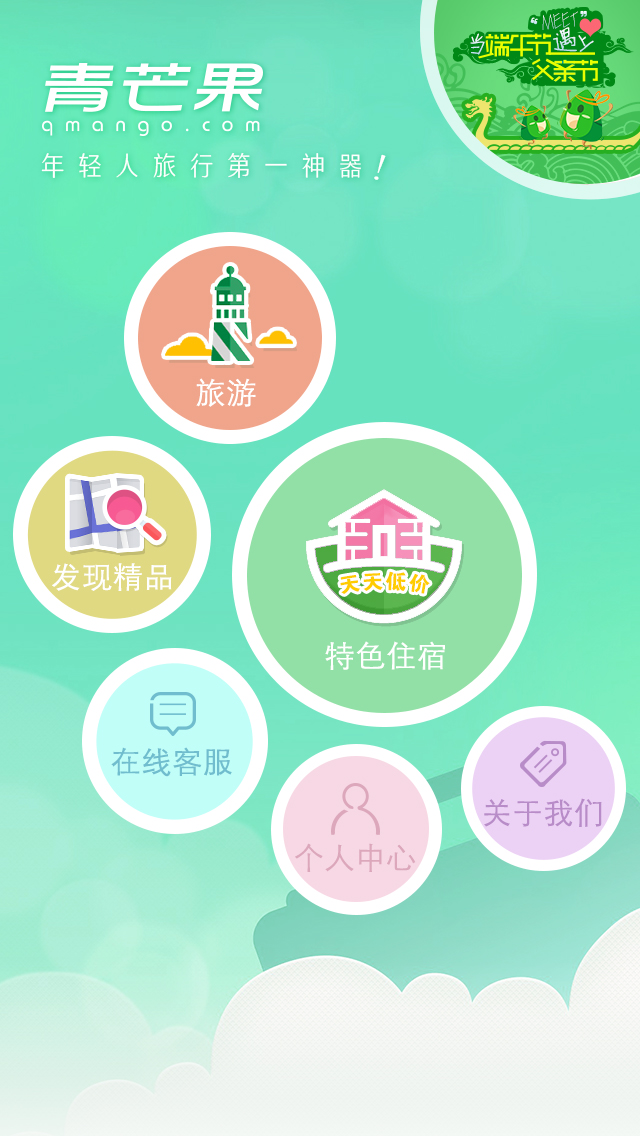 “MEET”
当端午节遇上
父亲节
青芒果
qmango.com
年轻人旅行第一神器!
旅游
发现精品
天天低价
特色住宿
在线客服
关于我们
个人中心